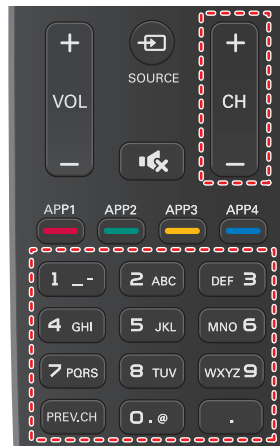 + +
SOURCE
VOL CH
– –
APP1 APP2 APP3 APP4
1 _- 2 ABC DEF 3
4 GHI 5 JKL MNO 6
7 PQRS 8 TUV WXYZ 9
PREV.CH 0.@ .